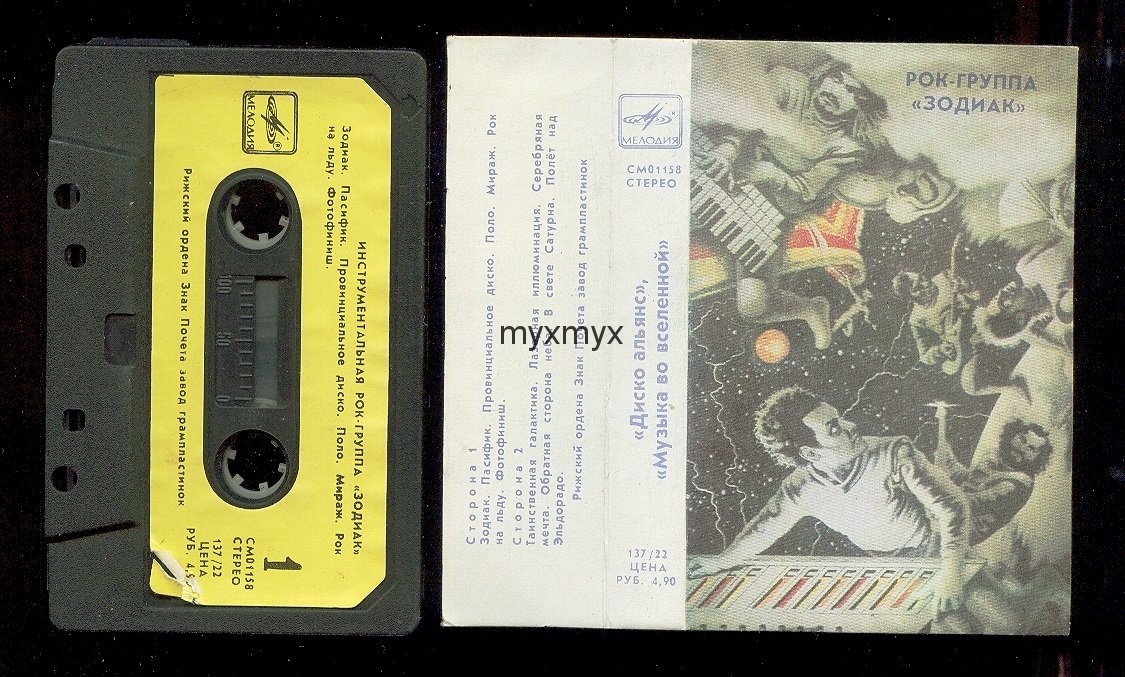 МЕЛОДИЯ
Зодиак. Пасифик. Провинциальное диско. Поло. Мираж. Рок
на льду. Фотофиниш.
ИНСТРУМЕНТАЛЬНАЯ РОК-ГРУППА «ЗОДИАК»
Рижский ордена Знак Почета завод грампластинок
100 50 0
1
СМ01158
СТЕРЕО
137/22
ЦЕНА
РУБ.
Сторона 1
Зодиак. Пасифик. Провинциальное диско. Поло. Мираж. Рок
на льду. Фотофиниш.
Сторона 2
Таинственная галактика. Лазерная иллюминация. Серебряная
мечта. Обратная сторона неба. В свете Сатурна. Полёт над
Эльдорадо.
Рижский ордена Знак Почета завод грампластинок
myxmyx
МЕЛОДИЯ
СМ01158
СТЕРЕО
«Диско альянс»,
«Музыка во вселенной»
137/22
ЦЕНА
РУБ. 4,90
РОК-ГРУППА
«ЗОДИАК»